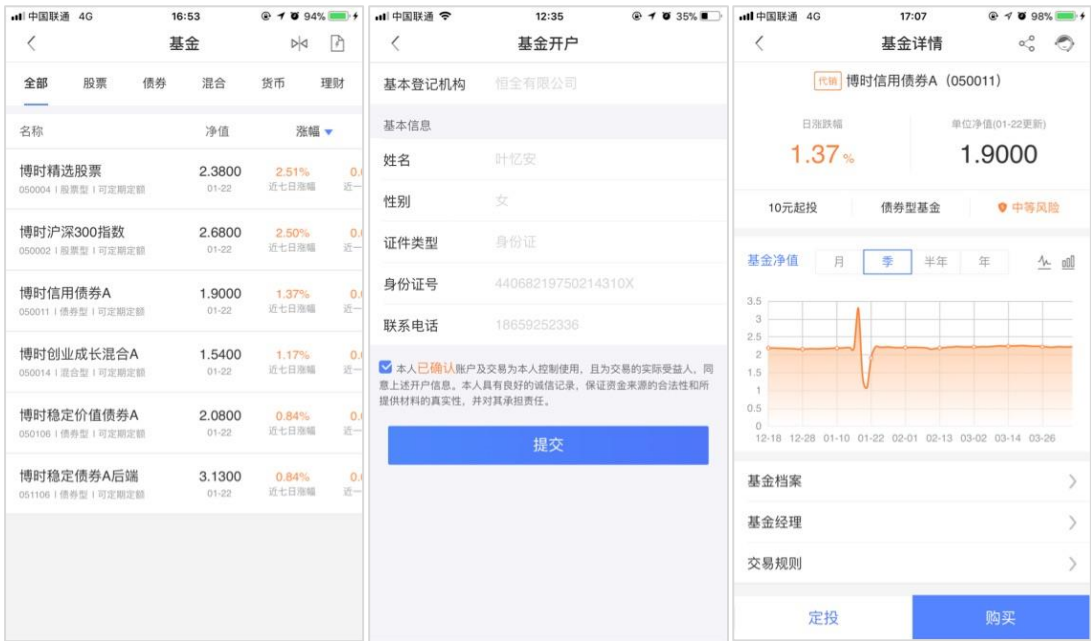 中国联通 4G 16:53 94%
基金
全部 股票 债券 混合 货币 理财
名称 净值 涨幅
博时精选股票 2.3800 2.51% 0.
050004 | 股票型 | 可定期定额 01-22 近七日涨幅 近一
博时沪深300指数 2.6800 2.50% 0.
050002 | 股票型 | 可定期定额 01-22 近七日涨幅 近一
博时信用债券A 1.9000 1.37% 0.
050011 | 债券型 | 可定期定额 01-22 近七日涨幅 近一
博时创业成长混合A 1.5400 1.17% 0.
050014 | 混合型 | 可定期定额 01-22 近七日涨幅 近一
博时稳定价值债券A 2.0800 0.84% 0.
050106 | 债券型 | 可定期定额 01-22 近七日涨幅 近一
博时稳定债券A后端 3.1300 0.84% 0.
051106 | 债券型 | 可定期定额 01-22 近七日涨幅 近一
中国联通 12:35 35%
基金开户
基本登记机构 恒全有限公司
基本信息
姓名 叶忆安
性别 女
证件类型 身份证
身份证号 44068219750214310X
联系电话 18659252336
本人已确认账户及交易为本人控制使用，且为交易的实际受益人，同
意上述开户信息。本人具有良好的诚信记录，保证资金来源的合法性和所
提供材料的真实性，并对其承担责任。
提交
中国联通 4G 17:07 98%
基金详情
代销 博时信用债券A（050011）
日涨跌幅 单位净值(01-22更新)
1.37% 1.9000
10元起投 债券型基金 中等风险
基金净值 月 季 半年 年
3.5
3
2.5
2
1.5
1
0.5
0
12-18 12-28 01-10 01-22 02-01 02-13 03-02 03-14 03-26
基金档案
基金经理
交易规则
定投 购买